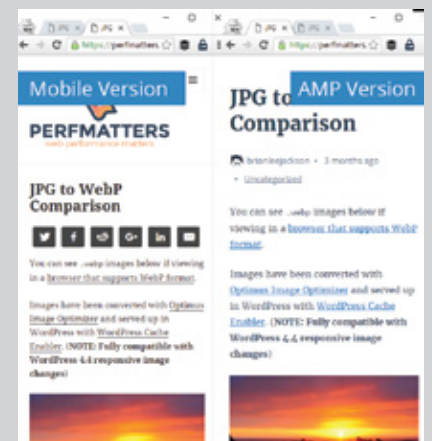 https://perfmatters
Mobile Version
PERFMATTERS
web performance matters
JPG to WebP
Comparison
You can see .webp images below if viewing
in a browser that supports WebP format.
Images have been converted with Optimus
Image Optimizer and served up in
WordPress with WordPress Cache
Enabler. (NOTE: Fully compatible with
WordPress 4.4 responsive image
changes)
https://perfmatters
AMP Version
JPG to
Comparison
brianleejackson • 3 months ago
• Uncategorized
You can see .webp images below if
viewing in a browser that supports WebP
format.
Images have been converted with
Optimus Image Optimizer and served up
in WordPress with WordPress Cache
Enabler. (NOTE: Fully compatible with
WordPress 4.4 responsive image
changes)